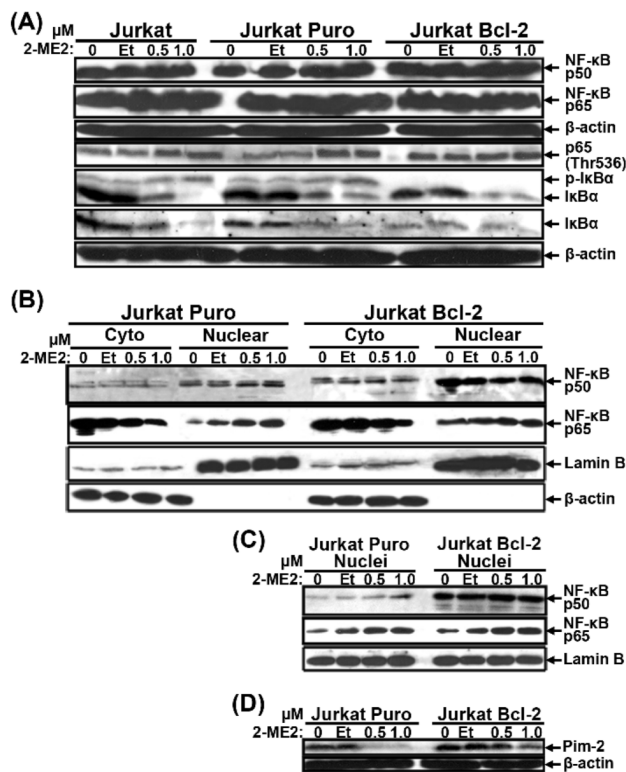 (A)
Jurkat Jurkat Puro Jurkat Bcl-2
μM
2-ME2: 0 Et 0.5 1.0 0 Et 0.5 1.0 0 Et 0.5 1.0
NF-κB
p50
NF-κB
p65
β-actin
p65
(Thr536)
p-IκBα
IκBα
IκBα
β-actin
(B)
Jurkat Puro Jurkat Bcl-2
μM
Cyto Nuclear Cyto Nuclear
2-ME2: 0 Et 0.5 1.0 0 Et 0.5 1.0 0 Et 0.5 1.0 0 Et 0.5 1.0
NF-κB
p50
NF-κB
p65
Lamin B
β-actin
(C)
μM
Jurkat Puro Jurkat Bcl-2
Nuclei Nuclei
2-ME2: 0 Et 0.5 1.0 0 Et 0.5 1.0
NF-κB
p50
NF-κB
p65
Lamin B
(D)
μM
Jurkat Puro Jurkat Bcl-2
2-ME2: 0 Et 0.5 1.0 0 Et 0.5 1.0
Pim-2
β-actin